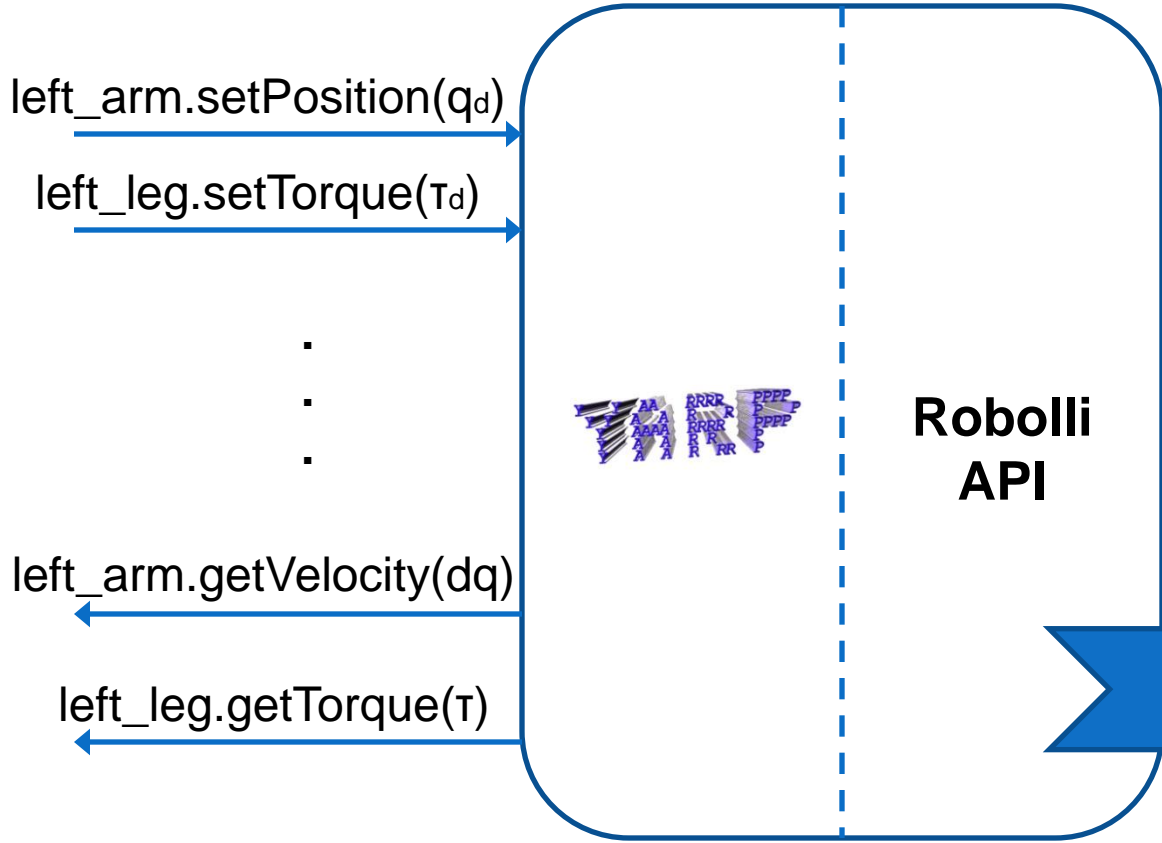 left_arm.setPosition(qd)
left_leg.setTorque(τd)
.
.
.
YARP
Robolli
API
left_arm.getVelocity(dq)
left_leg.getTorque(τ)